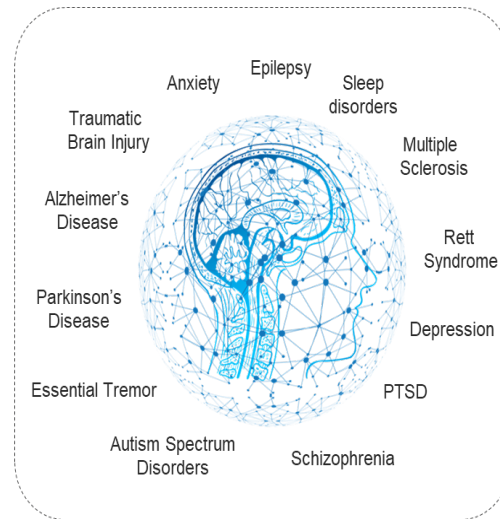 Epilepsy
Anxiety
Sleep
disorders
Traumatic
Brain Injury
Multiple
Sclerosis
Alzheimer's
Disease
Rett
Syndrome
Parkinson's
Disease
Depression
Essential Tremor
PTSD
Autism Spectrum
Disorders
Schizophrenia